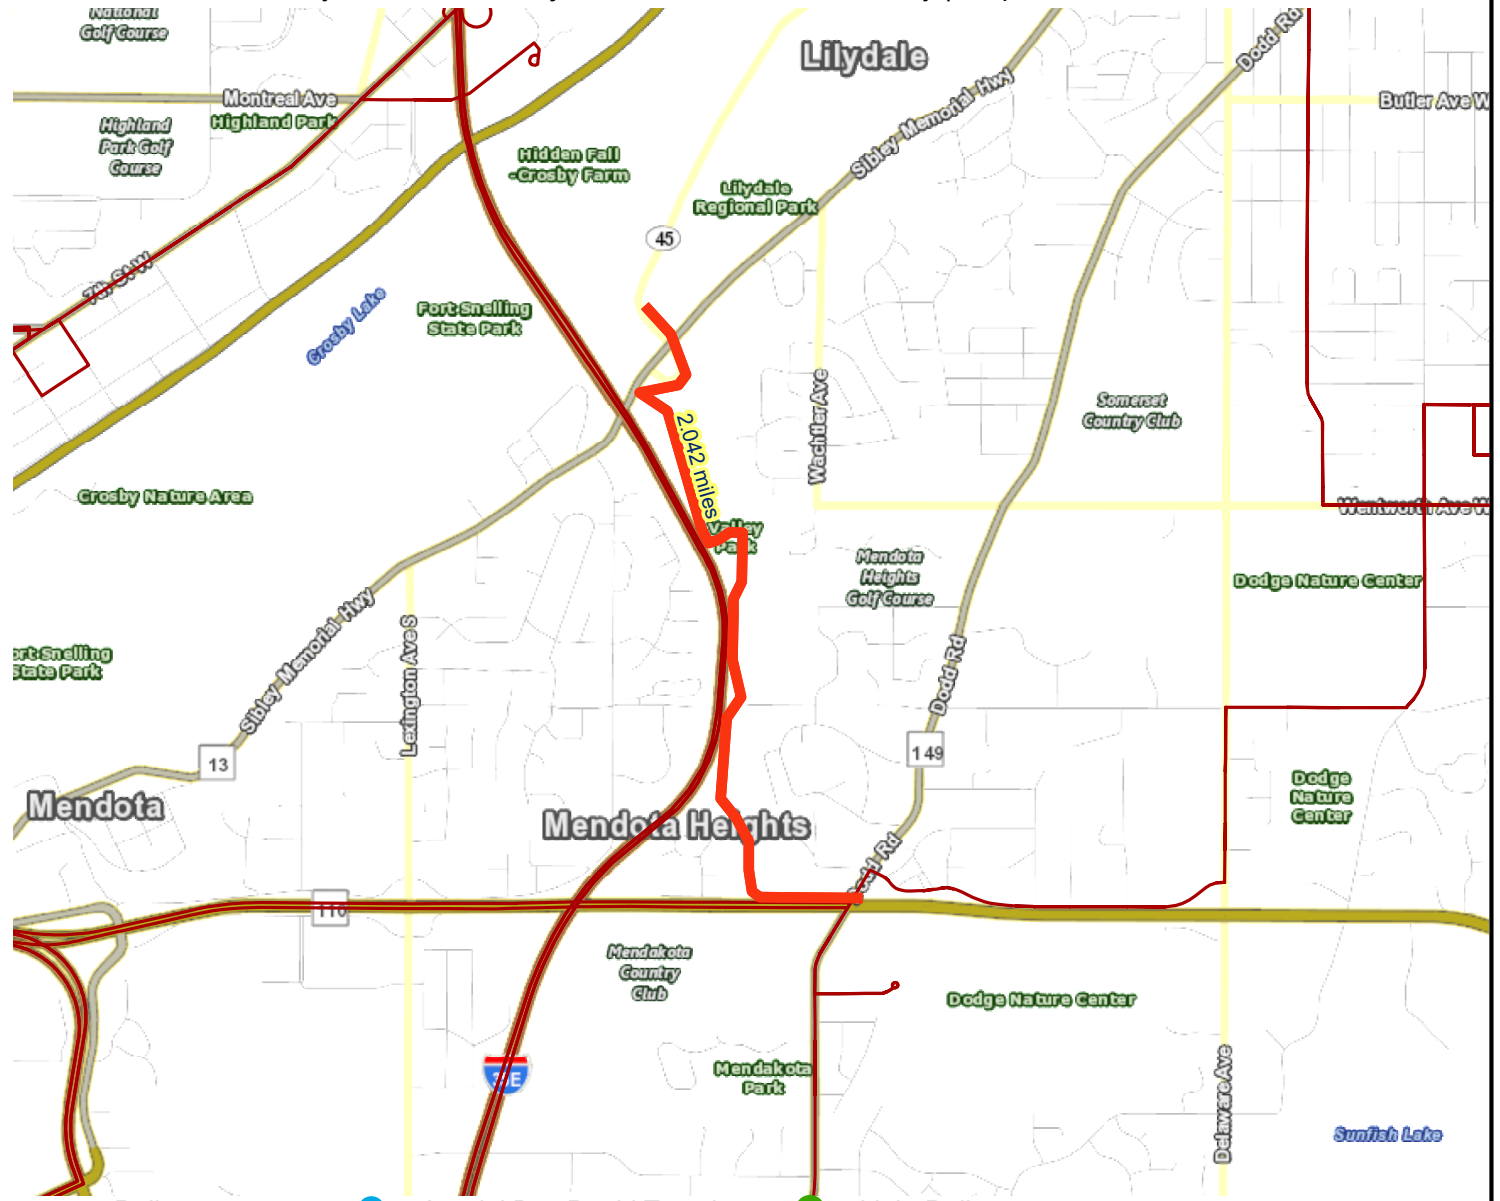 National
Golf Course
Lilydale
Dodd Rd
Montreal Ave
Highland Park
Highland
Park Golf
Course
Sibley Memorial Hwy
Butler Ave W
Hidden Fall
-Crosby Farm
Lilydale
Regional Park
45
7th St W
Crosby Lake
Fort Snelling
State Park
Wachtler Ave
Somerset
Country Club
2.042 miles
Crosby Nature Area
Wentworth Ave W
Valley
Park
Mendota
Heights
Golf Course
Dodge Nature Center
ort Snelling
State Park
Sibley Memorial Hwy
Lexington Ave S
Dodd Rd
149
13
Mendota
Mendota Heights
Dodge
Nature
Center
Dodd Rd
110
Mendakota
Country
Club
Dodge Nature Center
Mendakota
Park
35E
Delaware Ave
Sunfish Lake